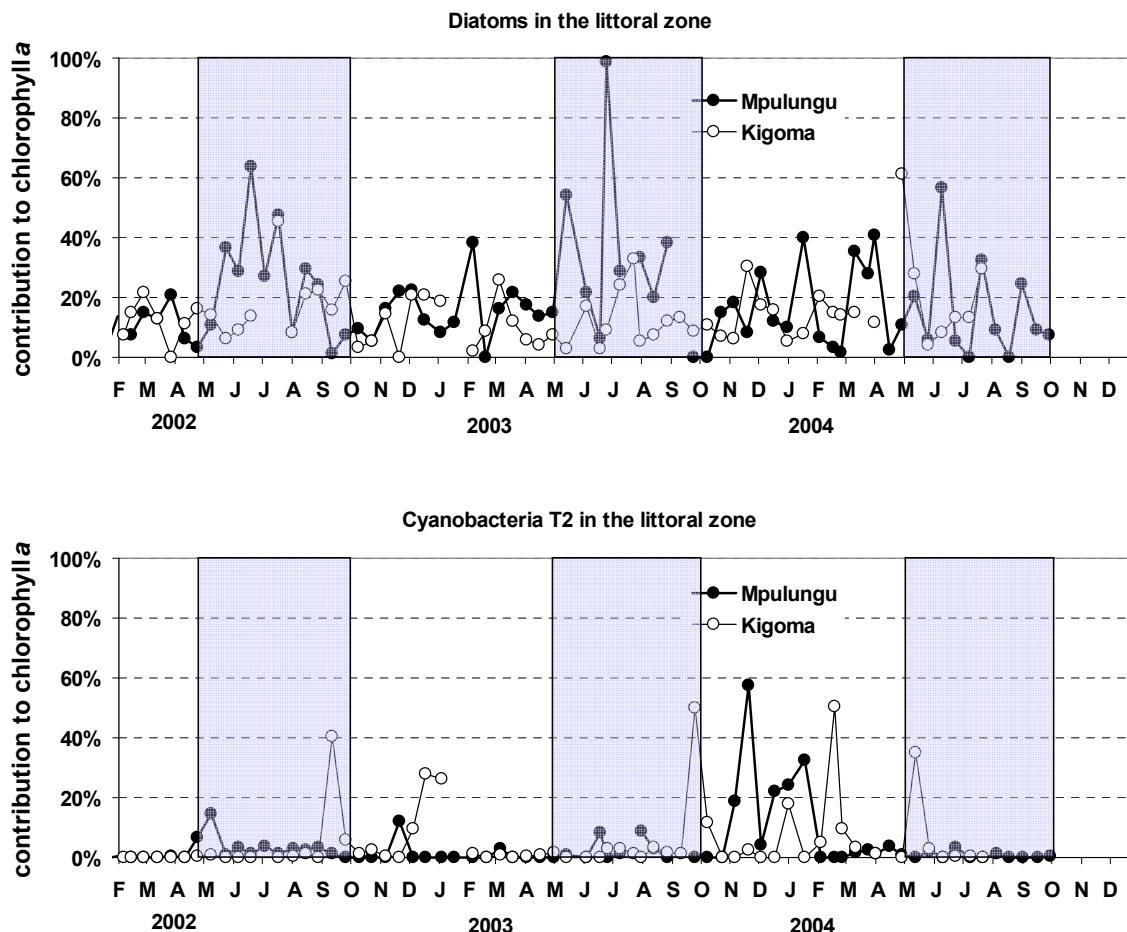 Diatoms in the littoral zone
contribution to chlorophyll a
100%
80%
60%
40%
20%
0%
Mpulungu
Kigoma
F M A M J J A S O N D J F M A M J J A S O N D J F M A M J J A S O N D
2002 2003 2004
Cyanobacteria T2 in the littoral zone
contribution to chlorophyll a
100%
80%
60%
40%
20%
0%
Mpulungu
Kigoma
F M A M J J A S O N D J F M A M J J A S O N D J F M A M J J A S O N D
2002 2003 2004